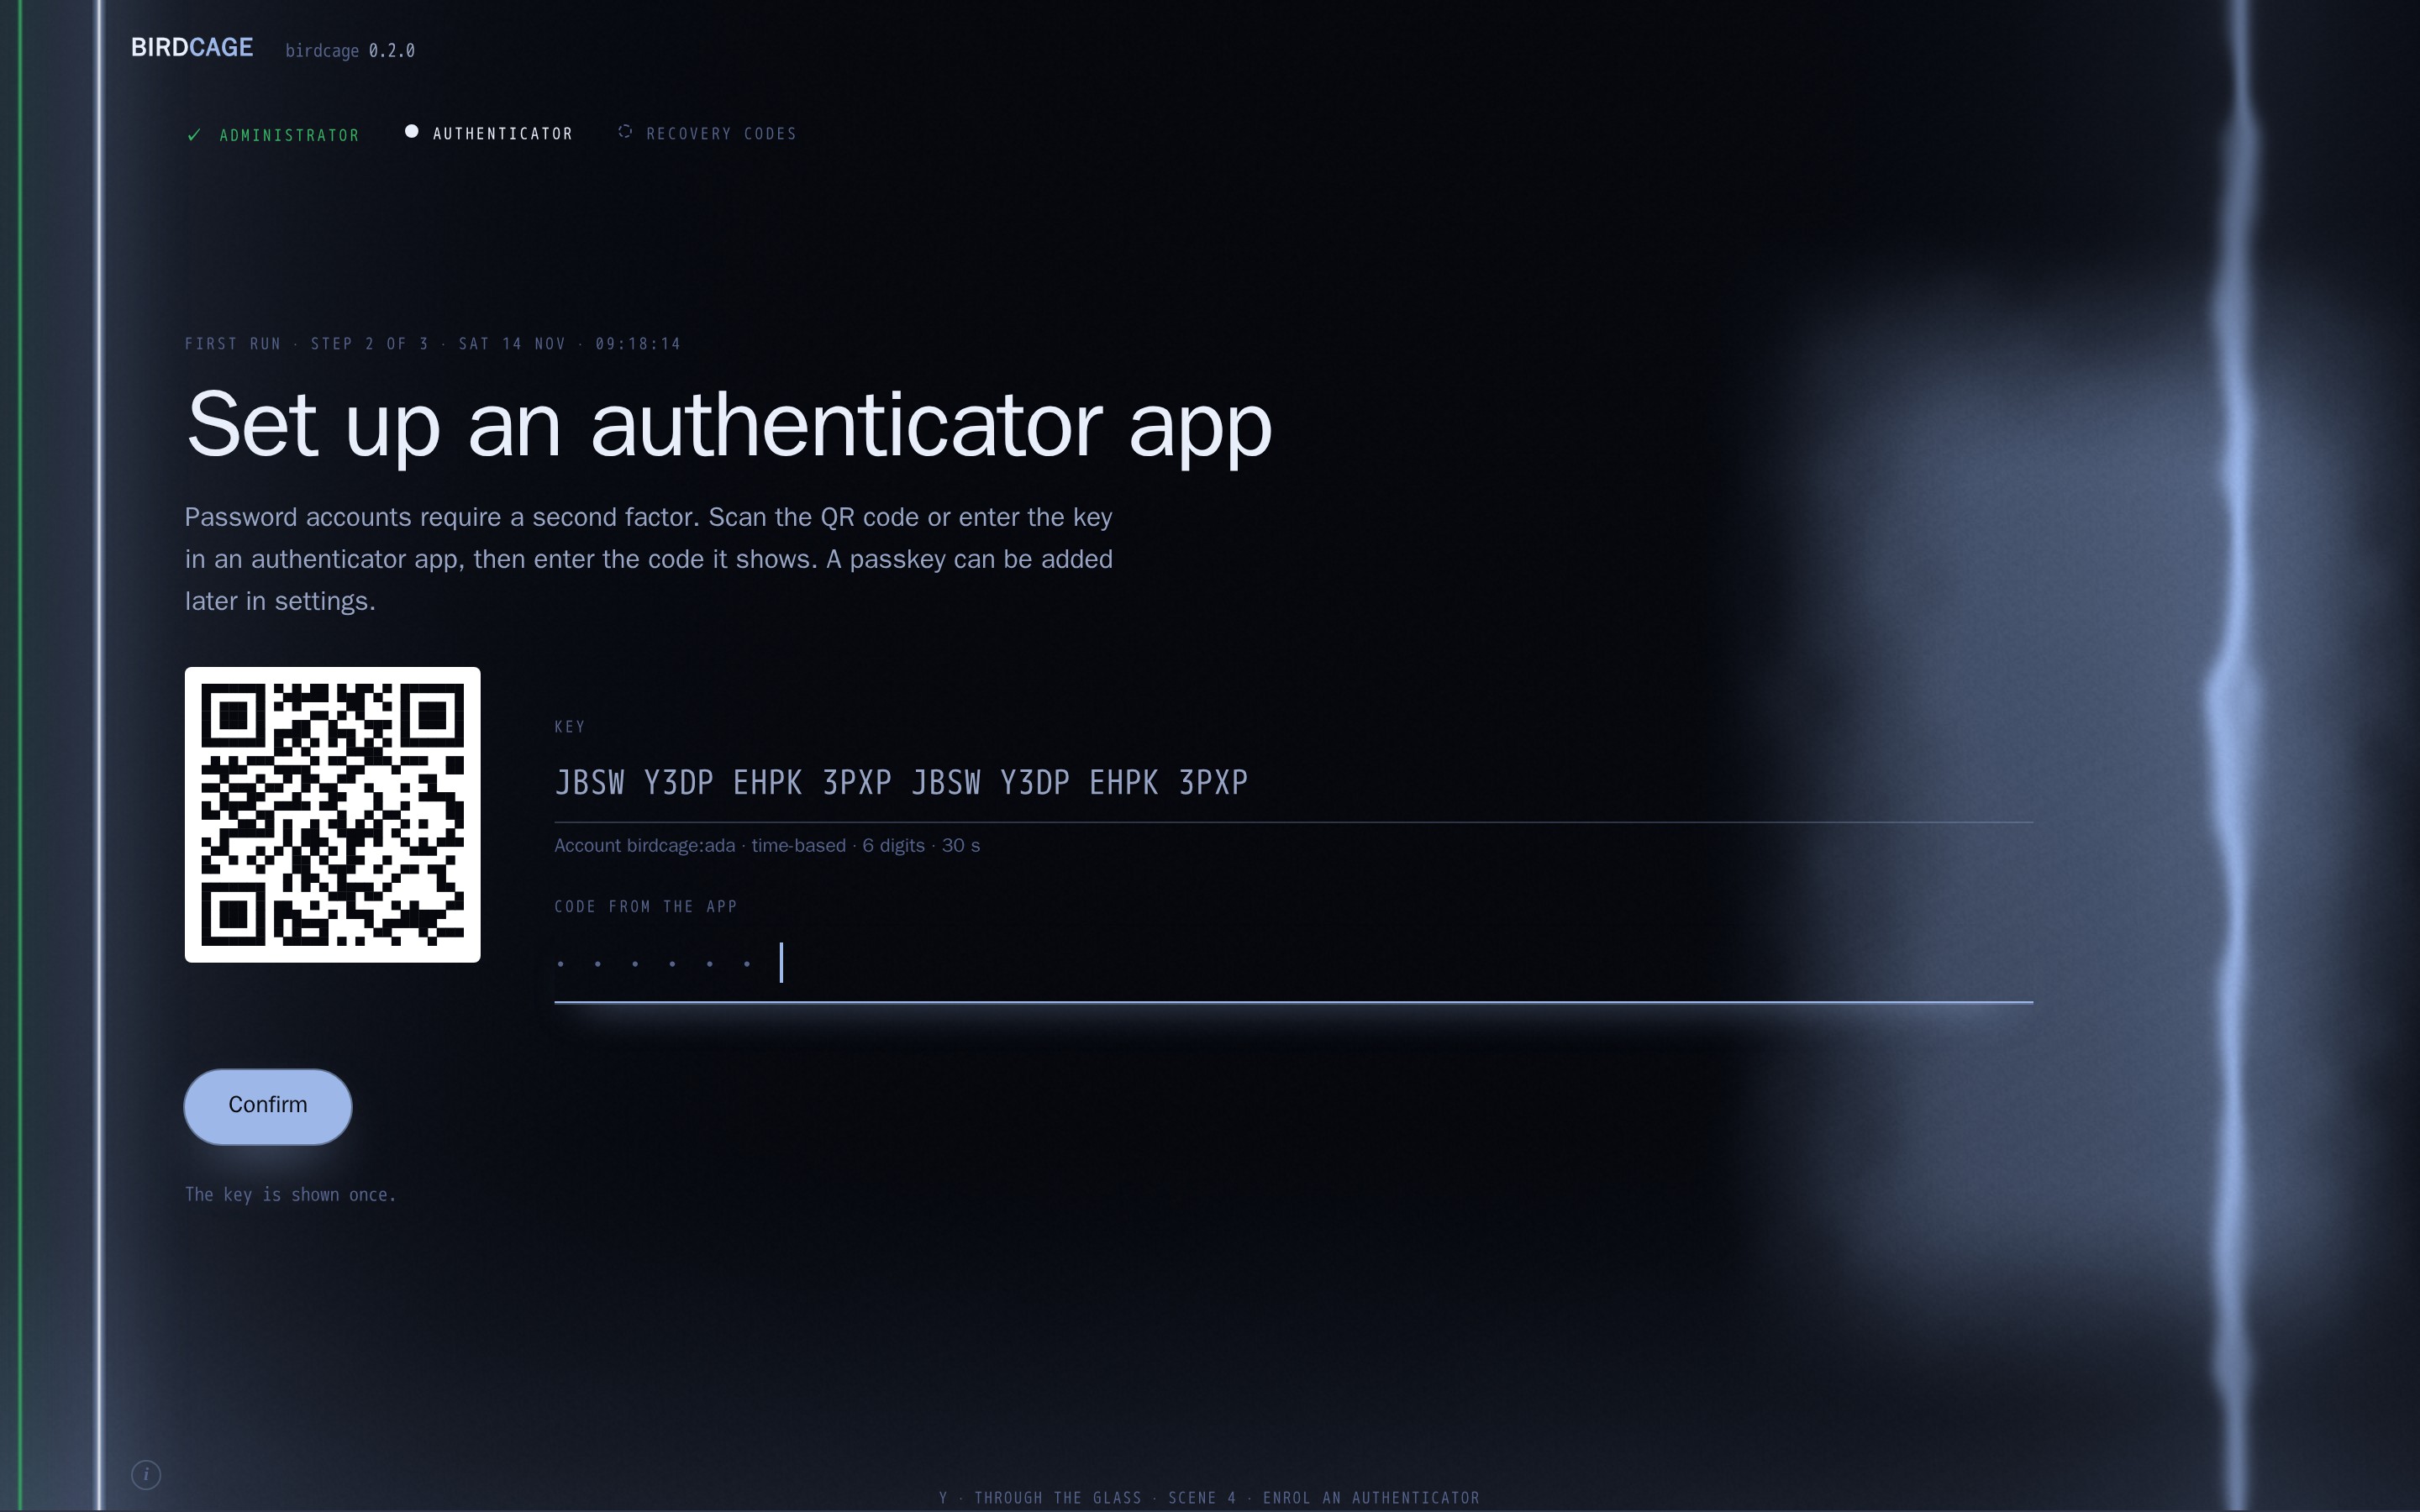 BIRDCAGE birdcage 0.2.0
✓ ADMINISTRATOR AUTHENTICATOR RECOVERY CODES
FIRST RUN · STEP 2 OF 3 · SAT 14 NOV · 09:18:14
Set up an authenticator app
Password accounts require a second factor. Scan the QR code or enter the key
in an authenticator app, then enter the code it shows. A passkey can be added
later in settings.
KEY
JBSW Y3DP EHPK 3PXP JBSW Y3DP EHPK 3PXP
Account birdcage:ada · time-based · 6 digits · 30 s
CODE FROM THE APP
· · · · · ·
Confirm
The key is shown once.
i
Y · THROUGH THE GLASS · SCENE 4 · ENROL AN AUTHENTICATOR